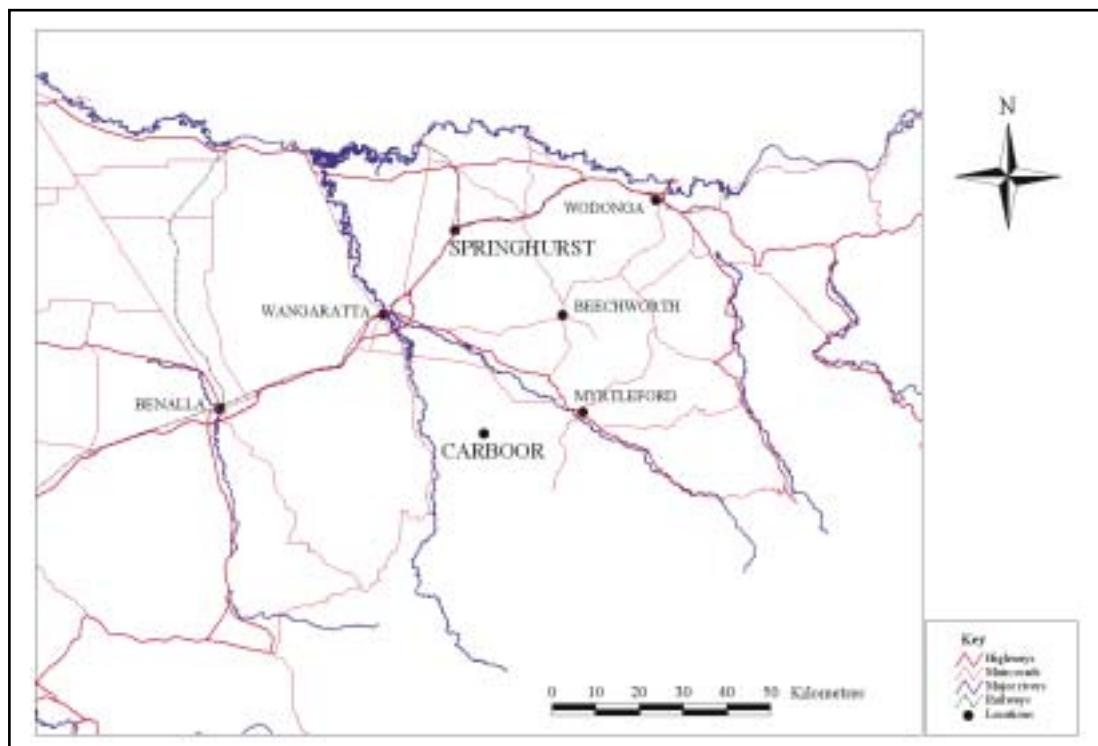 N
WODONGA
SPRINGHURST
WANGARATTA
BEECHWORTH
BENALLA
MYRTLEFORD
CARBOOR
0 10 20 30 40 50 Kilometres
Key
Highways
Main roads
Major rivers
Railways
Locations